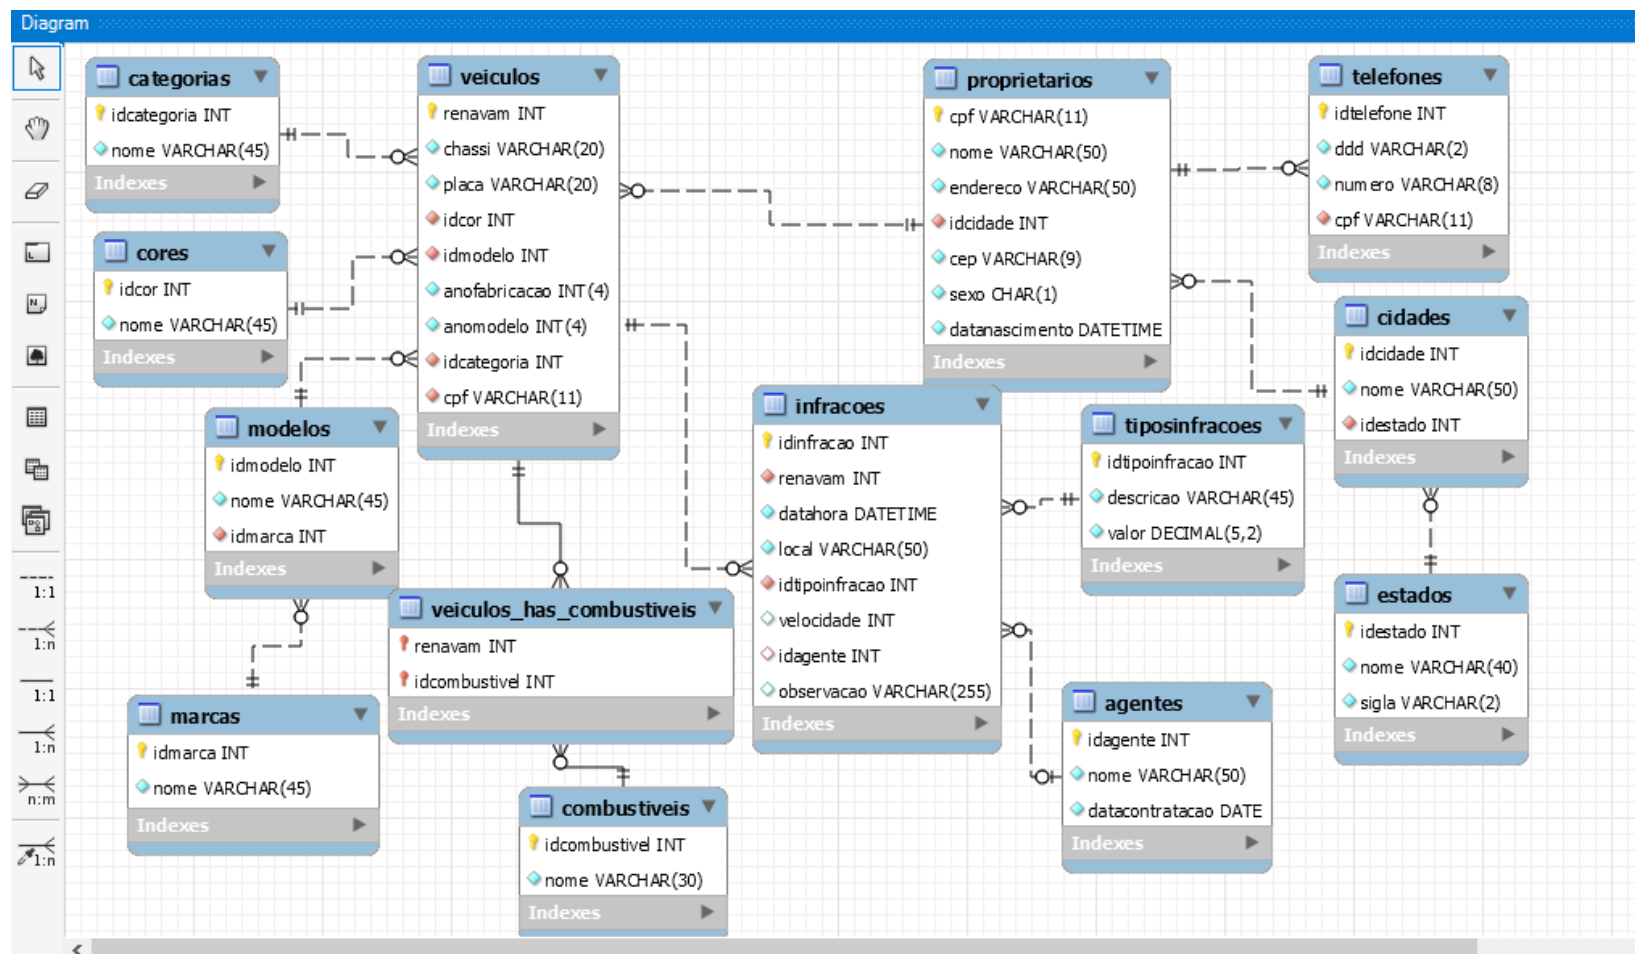 Diagram
categorias
idcategoria INT
nome VARCHAR(45)
Indexes
veiculos
renavam INT
chassi VARCHAR(20)
placa VARCHAR(20)
idcor INT
idmodelo INT
anofabricacao INT(4)
anomodelo INT(4)
idcategoria INT
cpf VARCHAR(11)
Indexes
proprietarios
cpf VARCHAR(11)
nome VARCHAR(50)
endereco VARCHAR(50)
idcidade INT
cep VARCHAR(9)
sexo CHAR(1)
datanascimento DATETIME
Indexes
telefones
idtelefone INT
ddd VARCHAR(2)
numero VARCHAR(8)
cpf VARCHAR(11)
Indexes
cores
idcor INT
nome VARCHAR(45)
Indexes
cidades
idcidade INT
nome VARCHAR(50)
idestado INT
Indexes
modelos
idmodelo INT
nome VARCHAR(45)
idmarca INT
Indexes
infracoes
idinfracao INT
renavam INT
datahora DATETIME
local VARCHAR(50)
idtipoinfracao INT
velocidade INT
idagente INT
observacao VARCHAR(255)
Indexes
tiposinfracoes
idtipoinfracao INT
descricao VARCHAR(45)
valor DECIMAL(5,2)
Indexes
veiculos_has_combustiveis
renavam INT
idcombustivel INT
Indexes
estados
idestado INT
nome VARCHAR(40)
sigla VARCHAR(2)
Indexes
marcas
idmarca INT
nome VARCHAR(45)
Indexes
agentes
idagente INT
nome VARCHAR(50)
datacontratacao DATE
Indexes
combustiveis
idcombustivel INT
nome VARCHAR(30)
Indexes
1:1
1:n
1:1
1:n
n:m
1:n